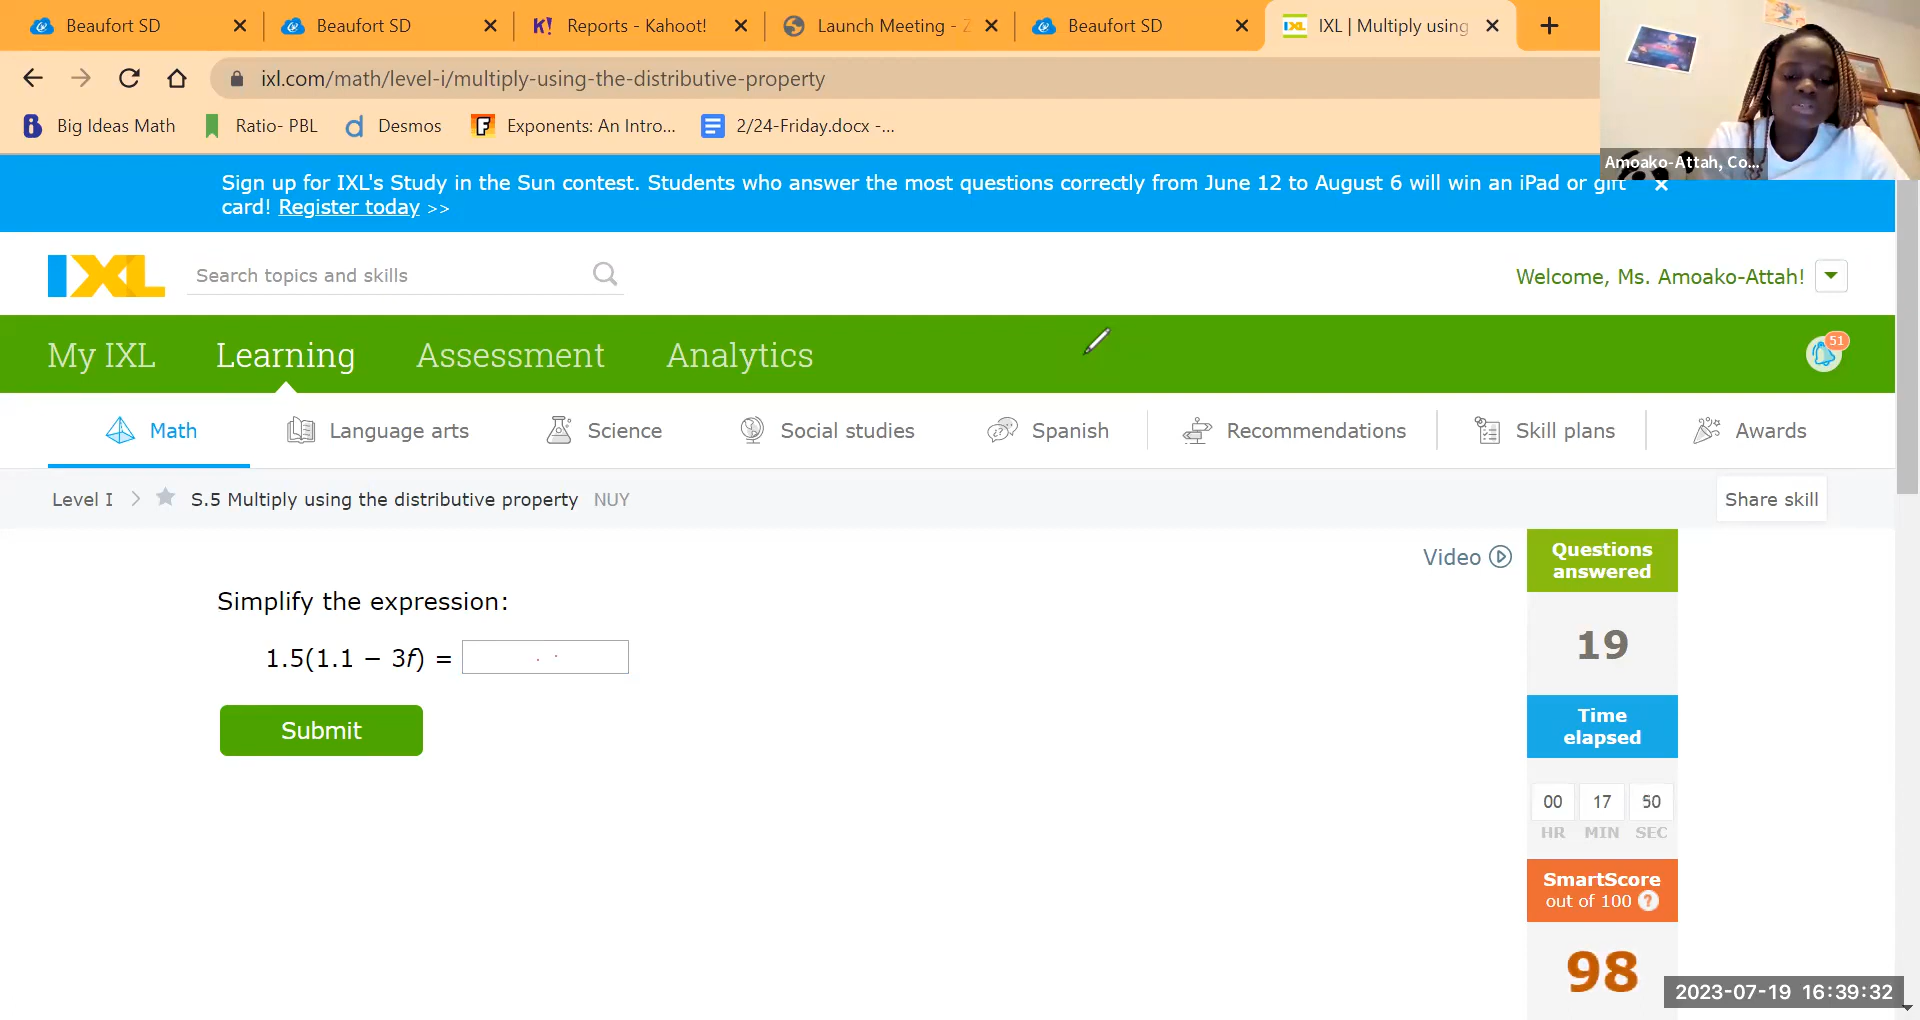 Beaufort SD
Beaufort SD
K! Reports - Kahoot!
Launch Meeting - Z
Beaufort SD
IXL IXL | Multiply using
ixl.com/math/level-i/multiply-using-the-distributive-property
Big Ideas Math
Ratio- PBL
d Desmos
F Exponents: An Intro...
2/24-Friday.docx -...
Amoako-Attah, Co...
Sign up for IXL's Study in the Sun contest. Students who answer the most questions correctly from June 12 to August 6 will win an iPad or gift
card! Register today >>
IXL
Search topics and skills
Welcome, Ms. Amoako-Attah!
My IXL
Learning
Assessment
Analytics
51
Math
Language arts
Science
Social studies
Spanish
Recommendations
Skill plans
Awards
Level I > S.5 Multiply using the distributive property NUY
Share skill
Video
Simplify the expression:
1.5(1.1 − 3f) =
Submit
Questions
answered
19
Time
elapsed
00 17 50
HR MIN SEC
SmartScore
out of 100 ?
98
2023-07-19 16:39:32